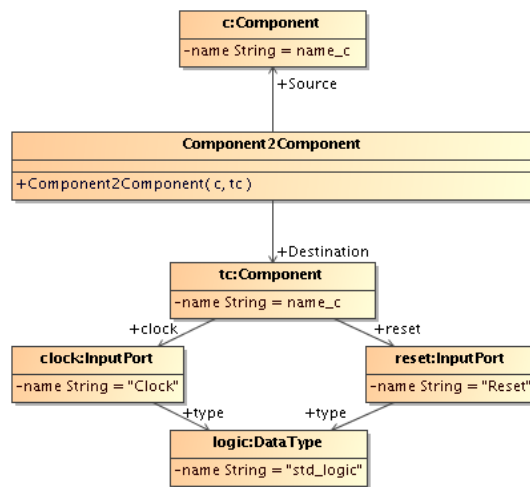 c:Component
-name String = name_c
+Source
Component2Component
+Component2Component( c, tc )
+Destination
tc:Component
-name String = name_c
+clock
+reset
clock:InputPort
-name String = "Clock"
reset:InputPort
-name String = "Reset"
+type
+type
logic:DataType
-name String = "std_logic"